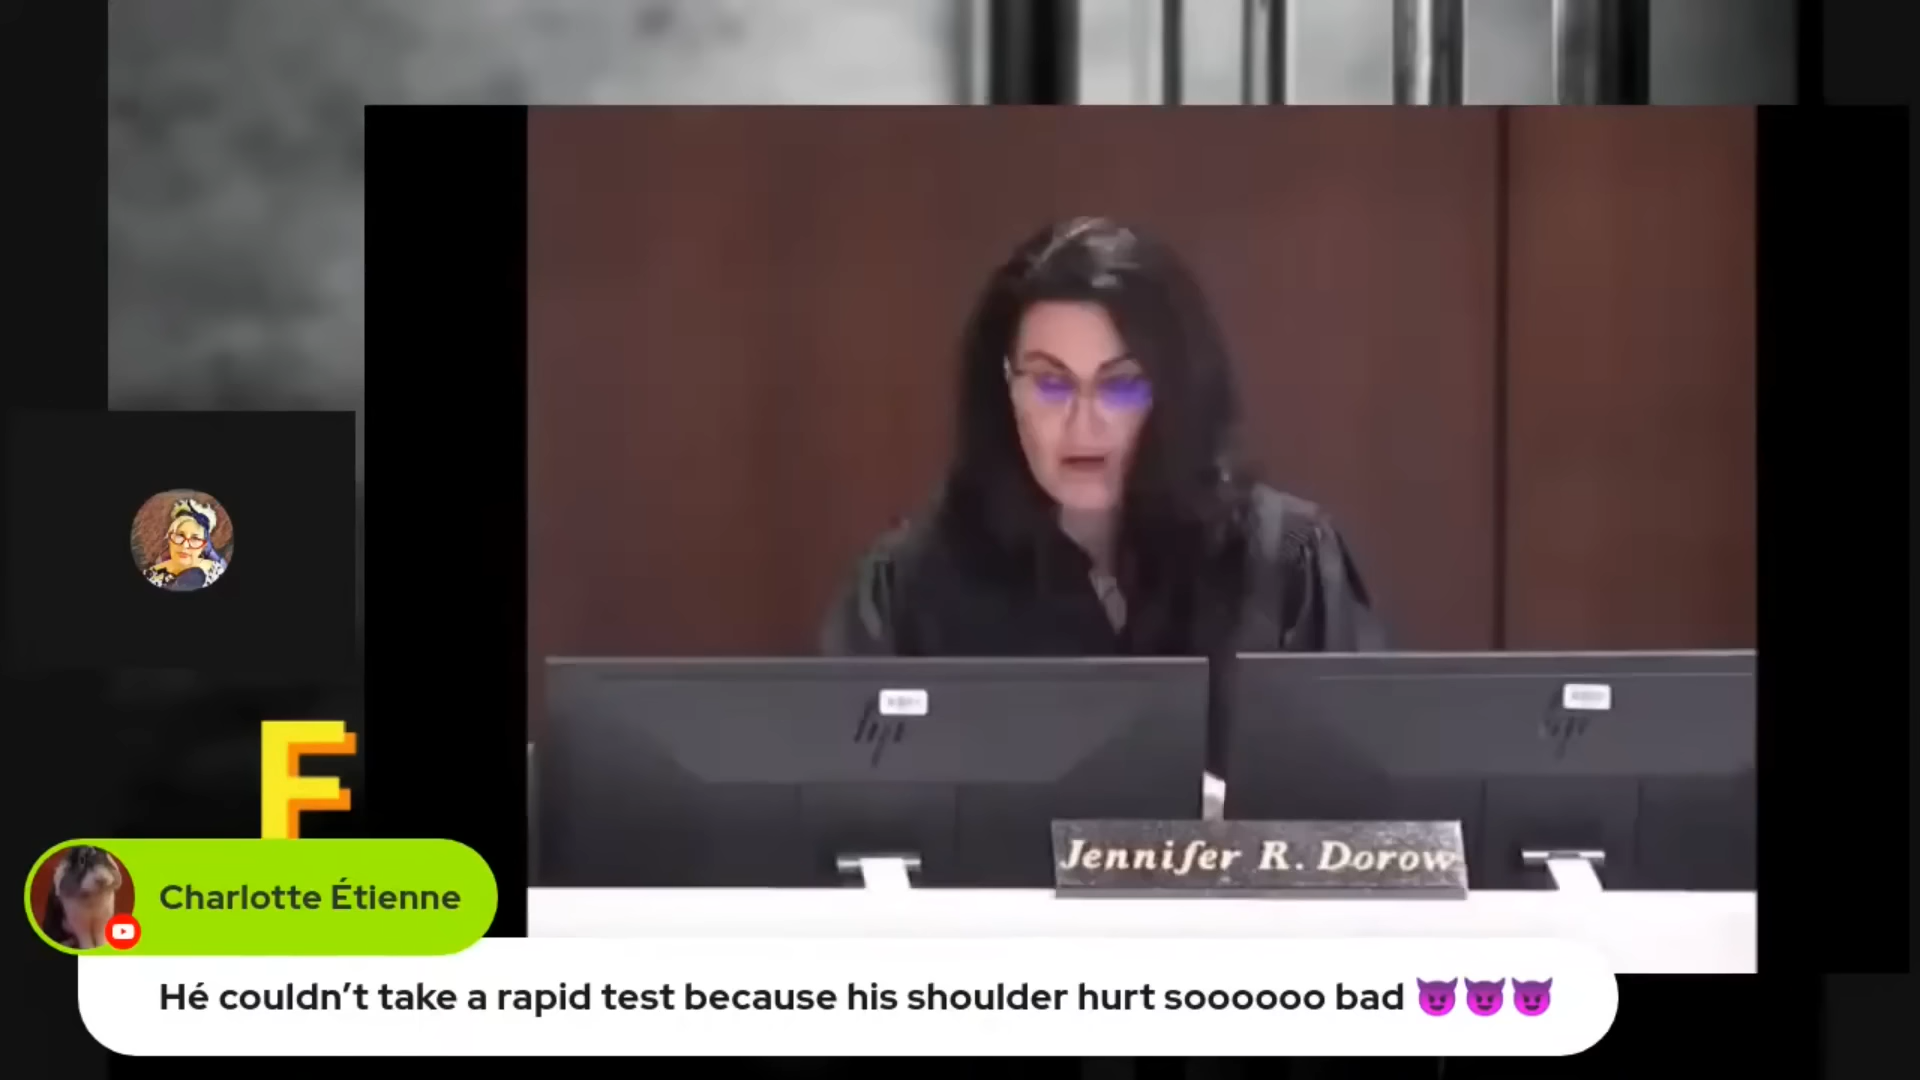 F
Jennifer R. Dorow
Charlotte Étienne
Hé couldn’t take a rapid test because his shoulder hurt soooooo bad 😈😈😈